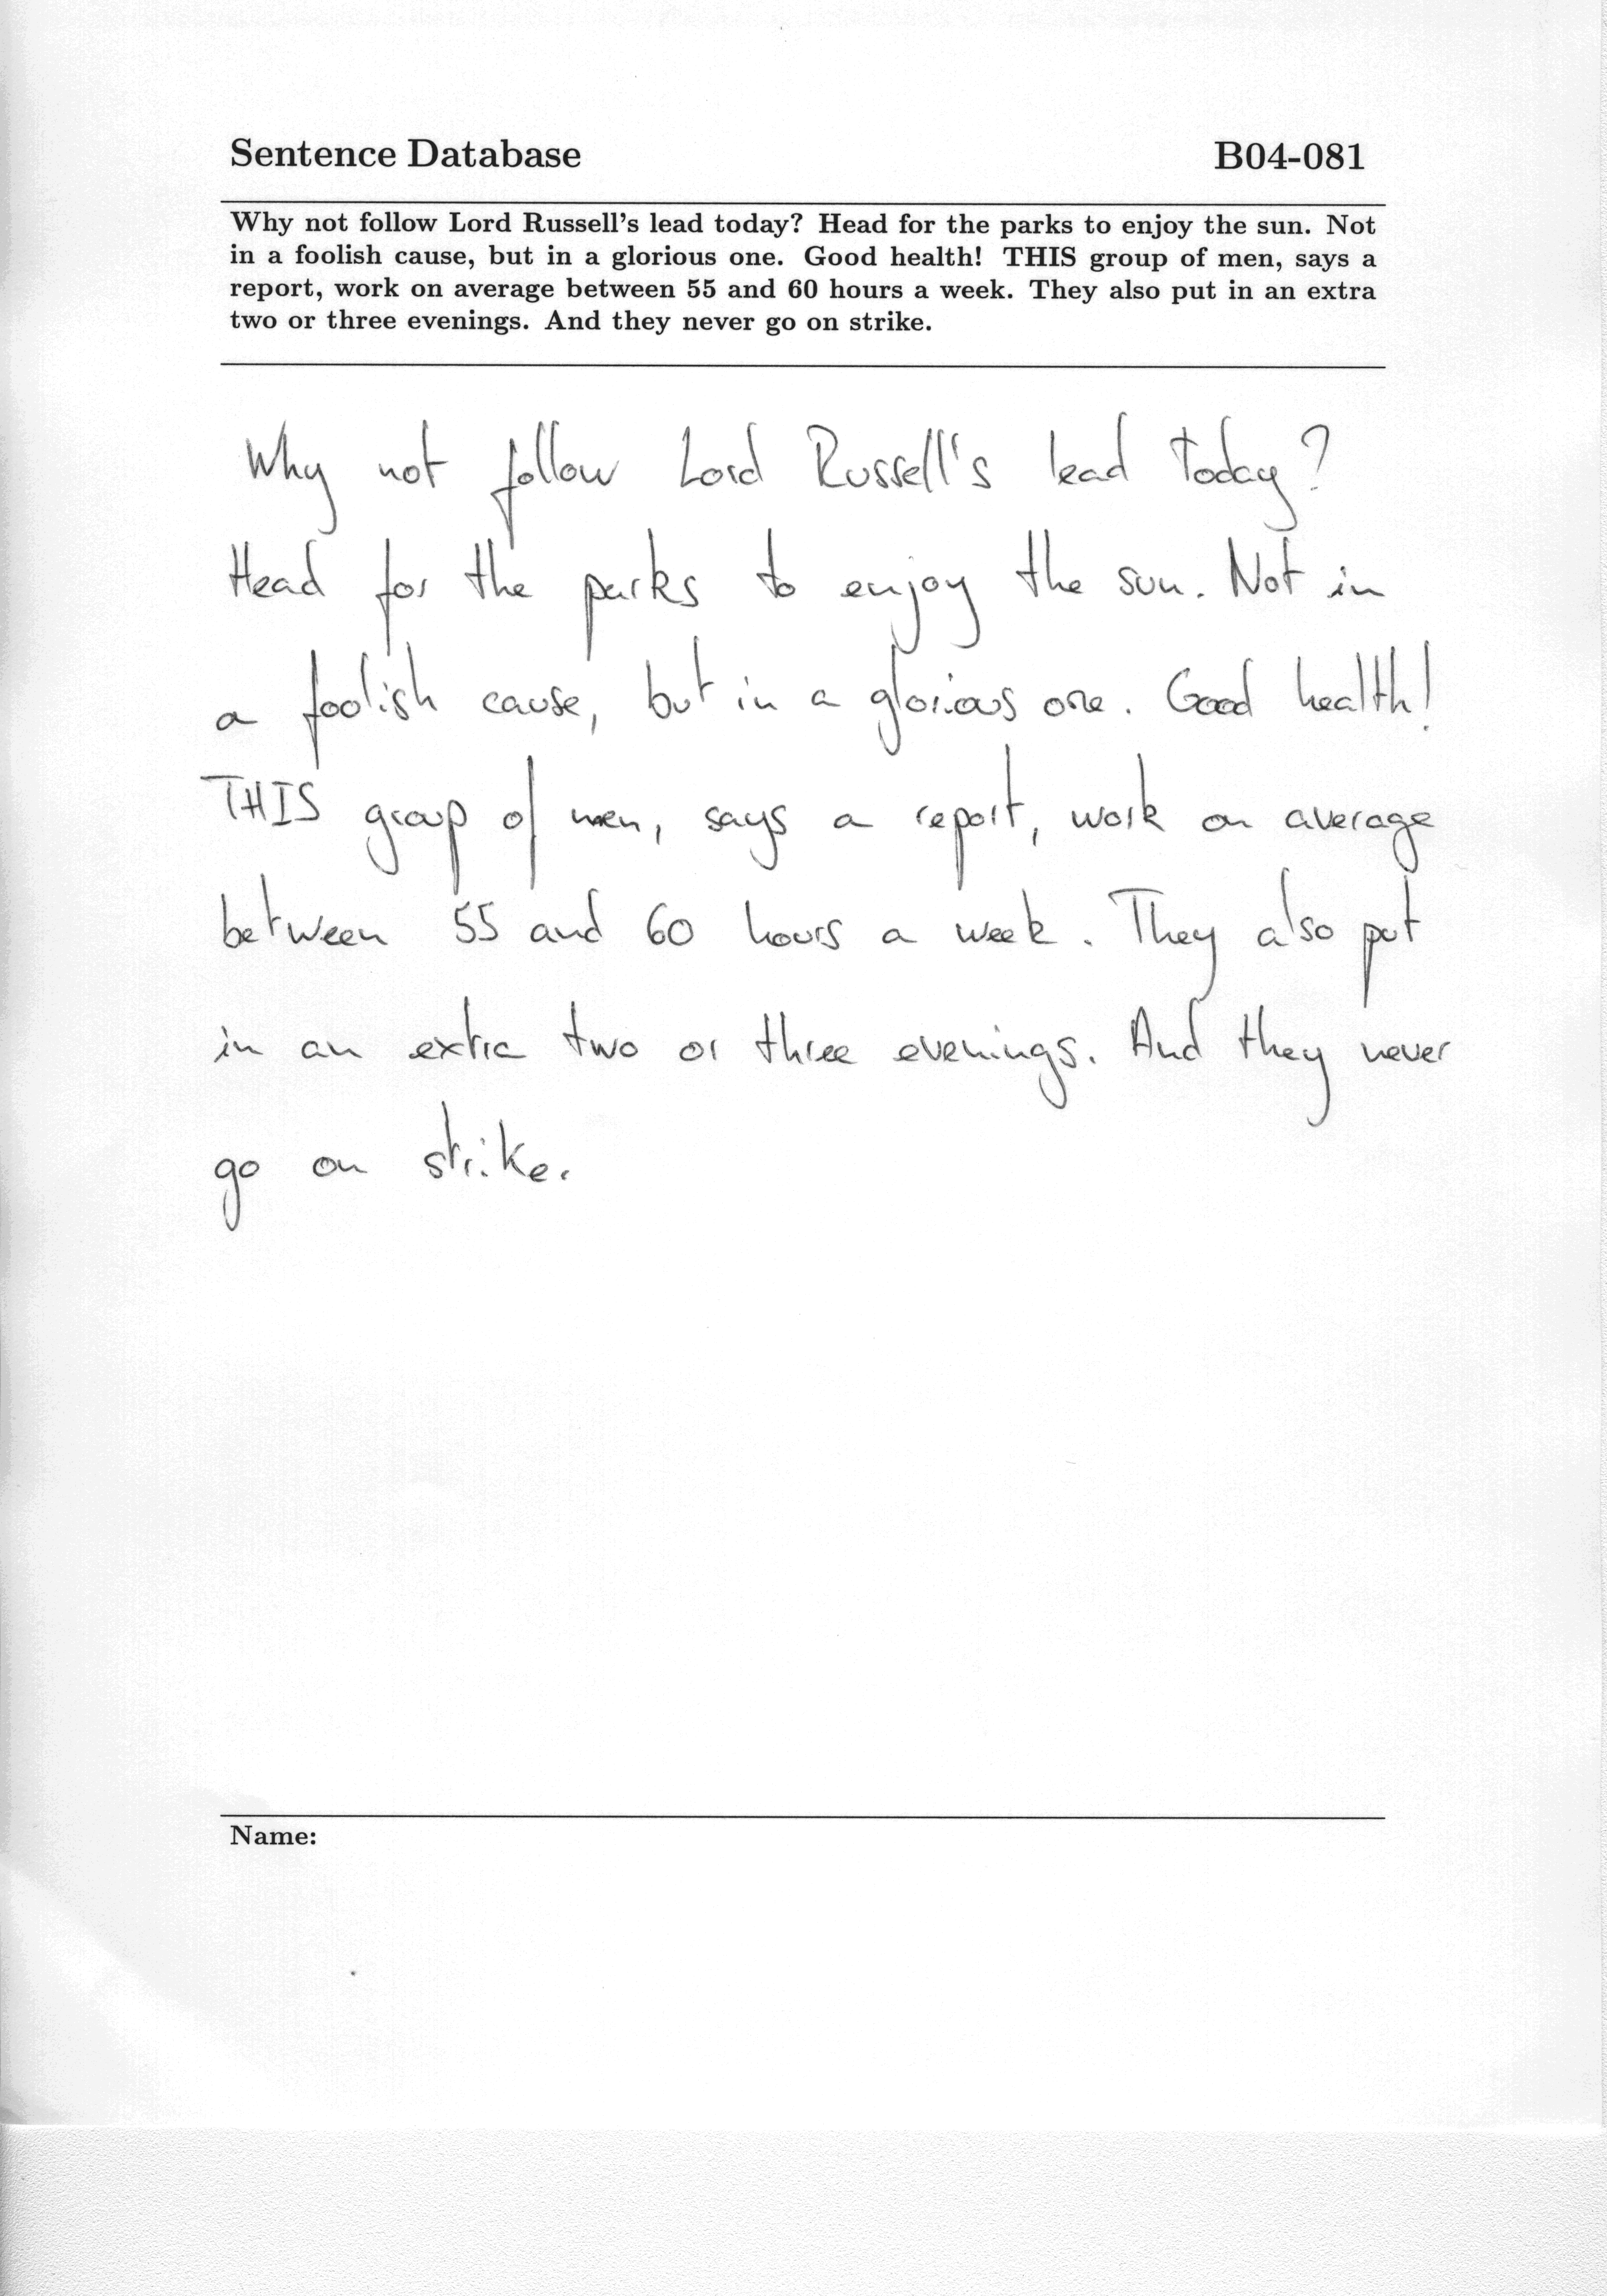 Sentence Database B04-081
Why not follow Lord Russell's lead today? Head for the parks to enjoy the sun. Not
in a foolish cause, but in a glorious one. Good health! THIS group of men, says a
report, work on average between 55 and 60 hours a week. They also put in an extra
two or three evenings. And they never go on strike.
Why not follow Lord Russell's lead today?
Head for the parks to enjoy the sun. Not in
a foolish cause, but in a glorious one. Good health!
THIS group of men, says a report, work on average
between 55 and 60 hours a week. They also put
in an extra two or three evenings. And they never
go on strike.
Name: